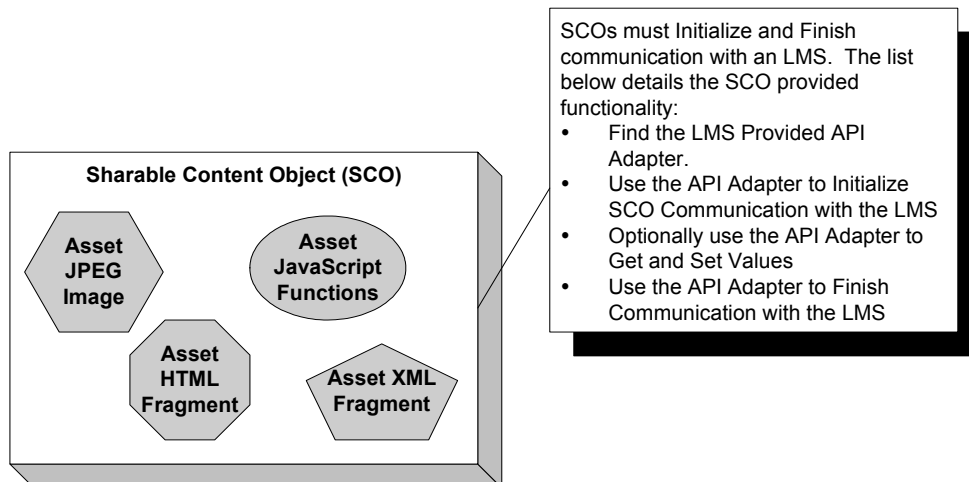 SCOs must Initialize and Finish
communication with an LMS.  The list
below details the SCO provided
functionality:
• Find the LMS Provided API
Adapter.
• Use the API Adapter to Initialize
SCO Communication with the LMS
• Optionally use the API Adapter to
Get and Set Values
• Use the API Adapter to Finish
Communication with the LMS
Sharable Content Object (SCO)
Asset
JPEG
Image
Asset
JavaScript
Functions
Asset
HTML
Fragment
Asset XML
Fragment